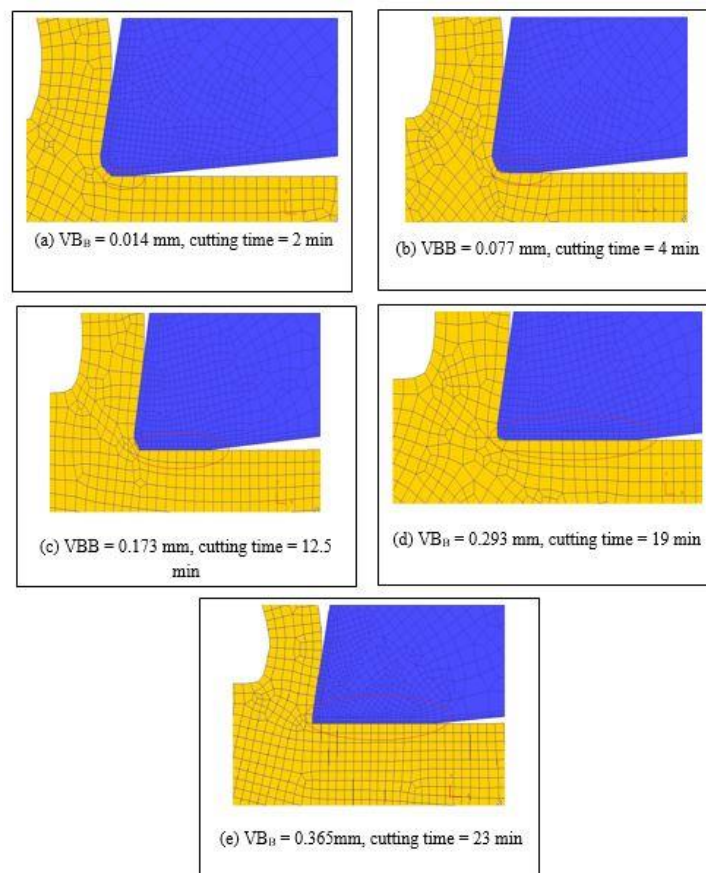 (a) VB_B = 0.014 mm, cutting time = 2 min
(b) VBB = 0.077 mm, cutting time = 4 min
(c) VBB = 0.173 mm, cutting time = 12.5
min
(d) VB_B = 0.293 mm, cutting time = 19 min
(e) VB_B = 0.365mm, cutting time = 23 min